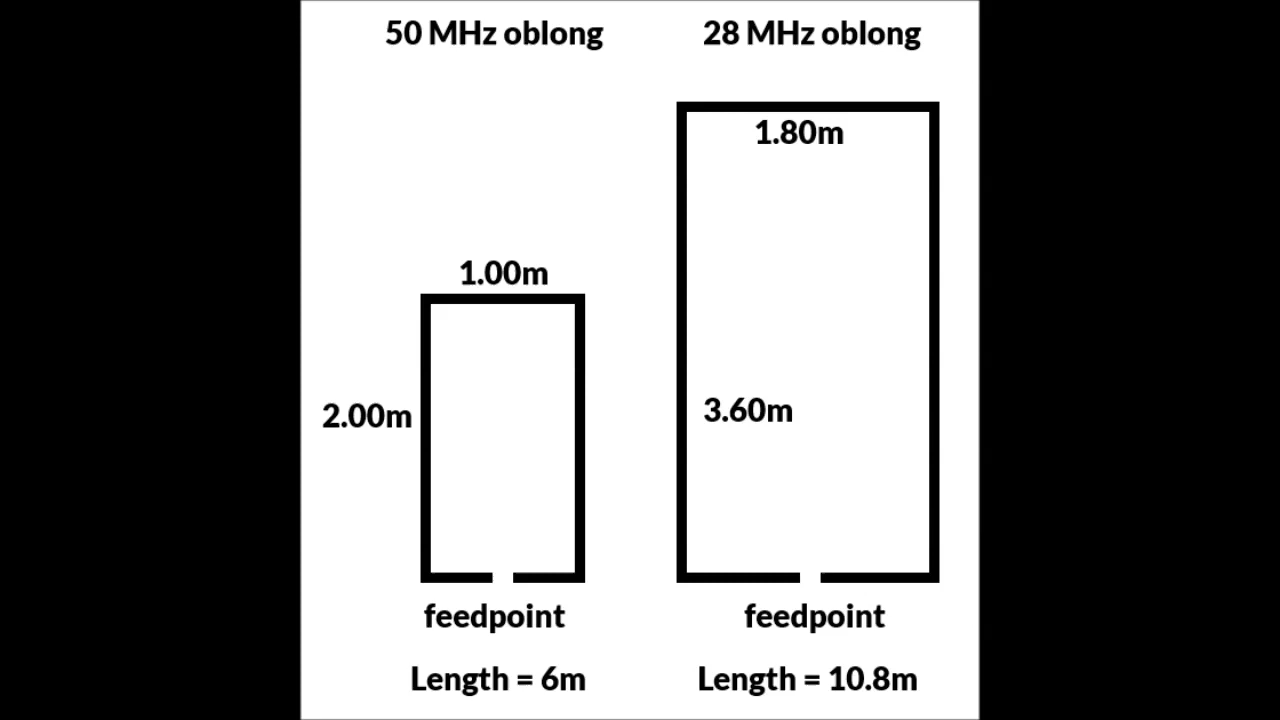 50 MHz oblong
28 MHz oblong
1.80m
1.00m
2.00m
3.60m
feedpoint
feedpoint
Length = 6m
Length = 10.8m